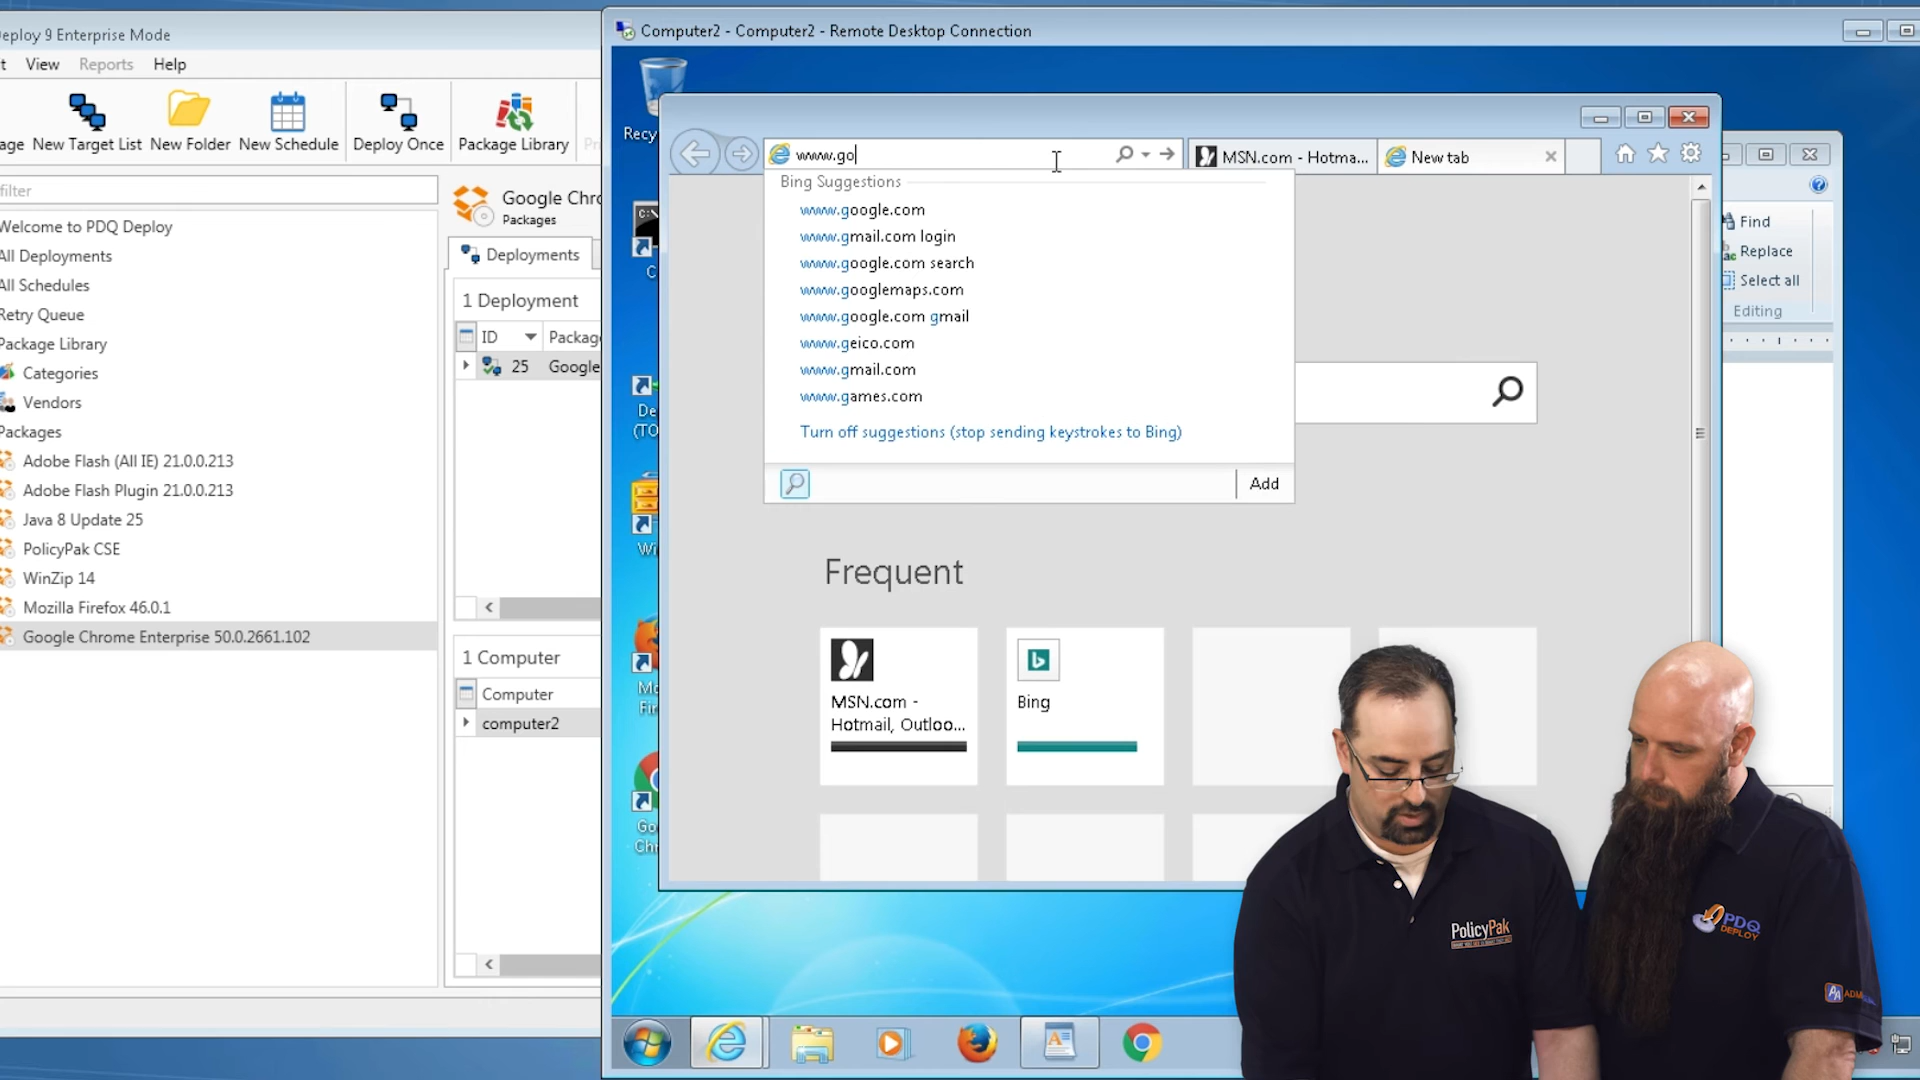 eploy 9 Enterprise Mode
View Reports Help
New Target List New Folder New Schedule Deploy Once Package Library
filter
Welcome to PDQ Deploy
All Deployments
All Schedules
Retry Queue
Package Library
Categories
Vendors
Packages
Adobe Flash (All IE) 21.0.0.213
Adobe Flash Plugin 21.0.0.213
Java 8 Update 25
PolicyPak CSE
WinZip 14
Mozilla Firefox 46.0.1
Google Chrome Enterprise 50.0.2661.102
Google Chro
Packages
Deployments
1 Deployment
ID Packag
25 Google
1 Computer
Computer
computer2
Computer2 - Computer2 - Remote Desktop Connection
Recy
C:\
C
De
(TO
Wi
Mo
Fir
Go
Chr
www.go
MSN.com - Hotma...
New tab
Bing Suggestions
www.google.com
www.gmail.com login
www.google.com search
www.googlemaps.com
www.google.com gmail
www.geico.com
www.gmail.com
www.games.com
Turn off suggestions (stop sending keystrokes to Bing)
Add
Frequent
MSN.com -
Hotmail, Outloo...
Bing
Find
Replace
Select all
Editing
PolicyPak
PDQ
DEPLOY